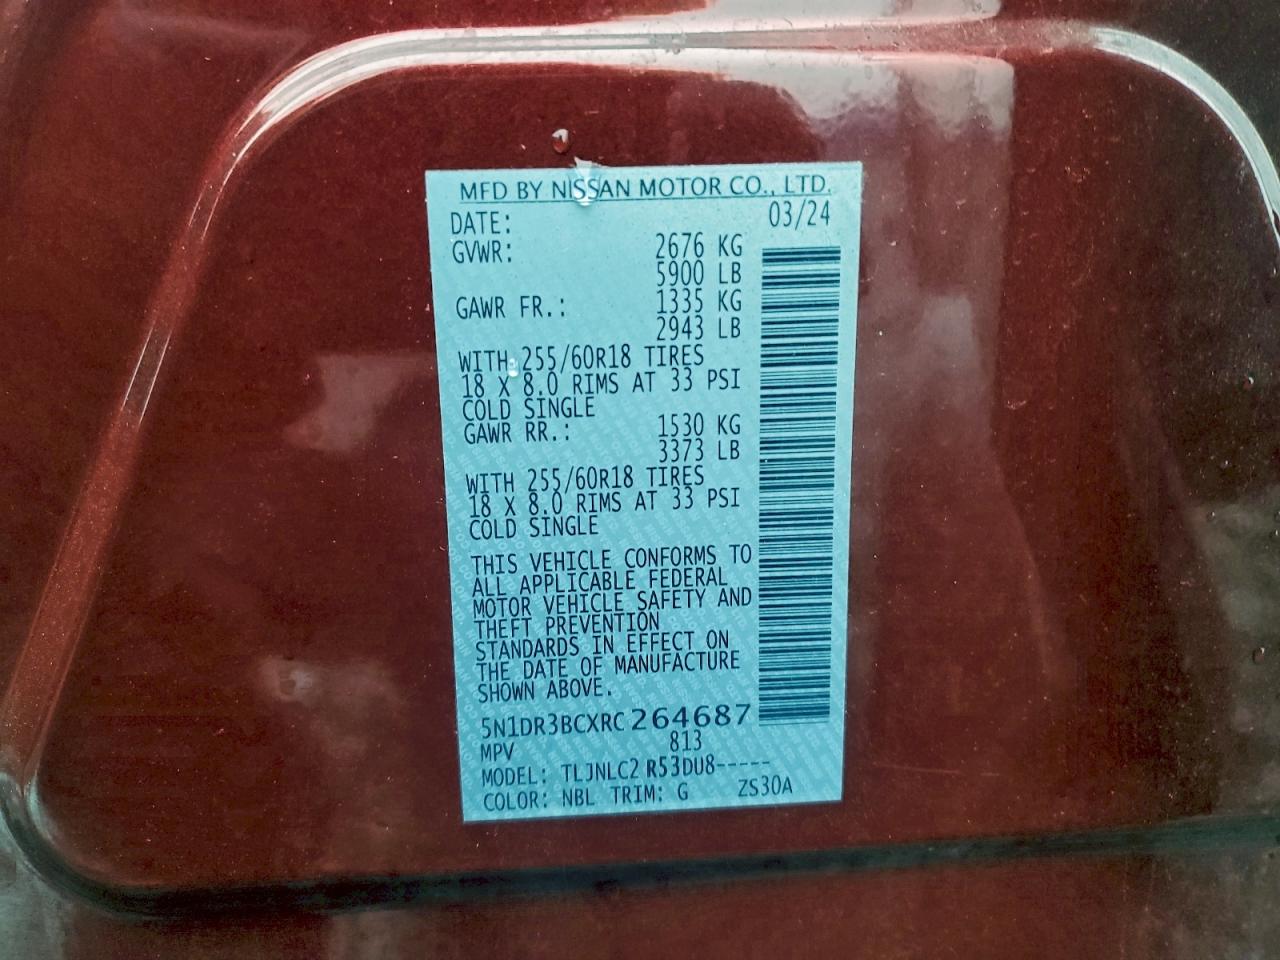 MFD BY NISSAN MOTOR CO., LTD.
DATE: 03/24
GVWR: 2676 KG
5900 LB
GAWR FR.: 1335 KG
2943 LB
WITH 255/60R18 TIRES
18 X 8.0 RIMS AT 33 PSI
COLD SINGLE
GAWR RR.: 1530 KG
3373 LB
WITH 255/60R18 TIRES
18 X 8.0 RIMS AT 33 PSI
COLD SINGLE
THIS VEHICLE CONFORMS TO
ALL APPLICABLE FEDERAL
MOTOR VEHICLE SAFETY AND
THEFT PREVENTION
STANDARDS IN EFFECT ON
THE DATE OF MANUFACTURE
SHOWN ABOVE.
5N1DR3BCXRC264687
MPV 813
MODEL: TLJNLC2 R53DU8-----
COLOR: NBL TRIM: G ZS30A